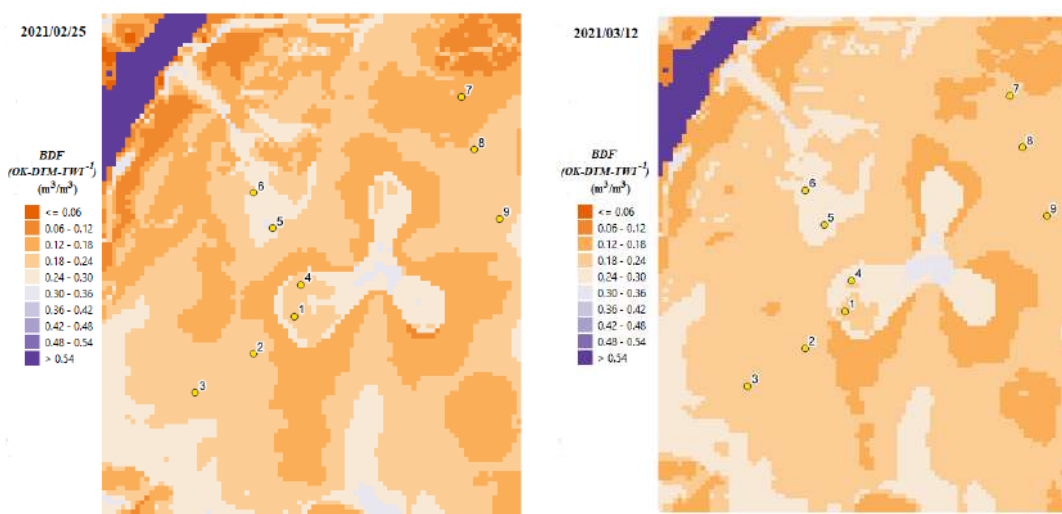 2021/02/25
BDF
(OK-DTM-TWI⁻¹)
(m³/m³)
<= 0.06
0.06 - 0.12
0.12 - 0.18
0.18 - 0.24
0.24 - 0.30
0.30 - 0.36
0.36 - 0.42
0.42 - 0.48
0.48 - 0.54
> 0.54
7
8
6
9
5
4
1
2
3
2021/03/12
BDF
(OK-DTM-TWI⁻¹)
(m³/m³)
<= 0.06
0.06 - 0.12
0.12 - 0.18
0.18 - 0.24
0.24 - 0.30
0.30 - 0.36
0.36 - 0.42
0.42 - 0.48
0.48 - 0.54
> 0.54
7
8
6
9
5
4
1
2
3